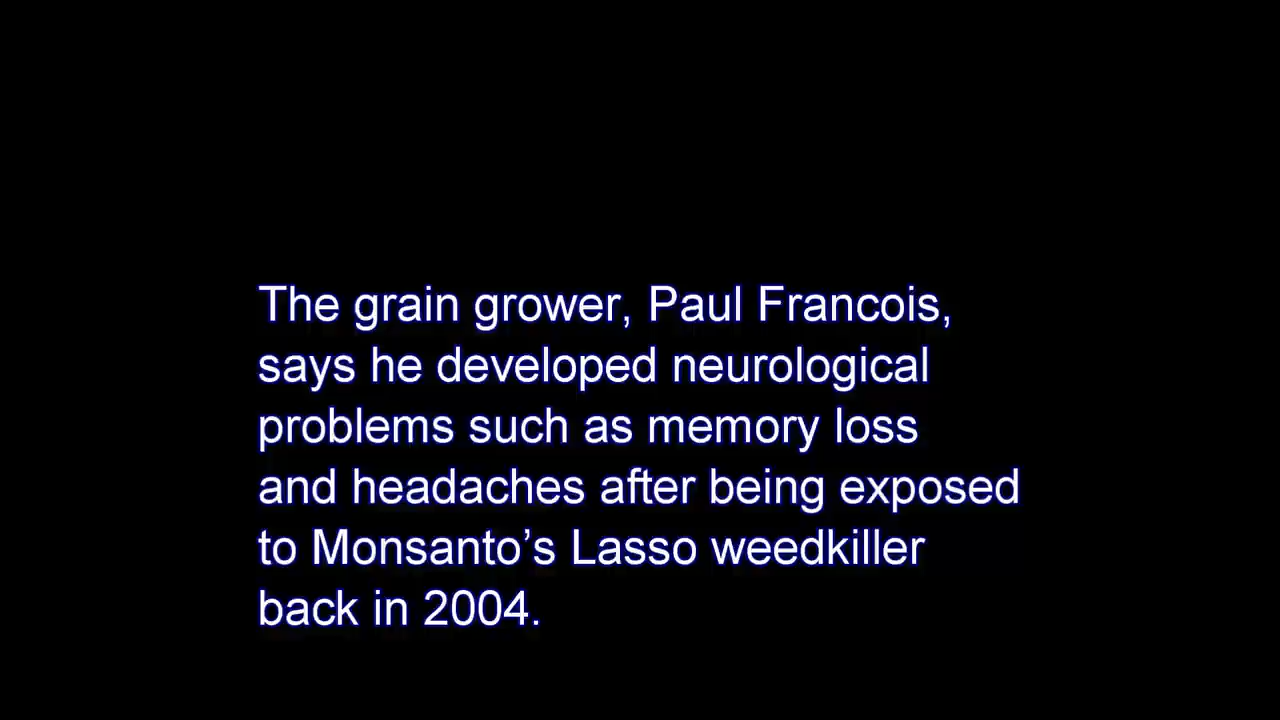 The grain grower, Paul Francois,
says he developed neurological
problems such as memory loss
and headaches after being exposed
to Monsanto’s Lasso weedkiller
back in 2004.